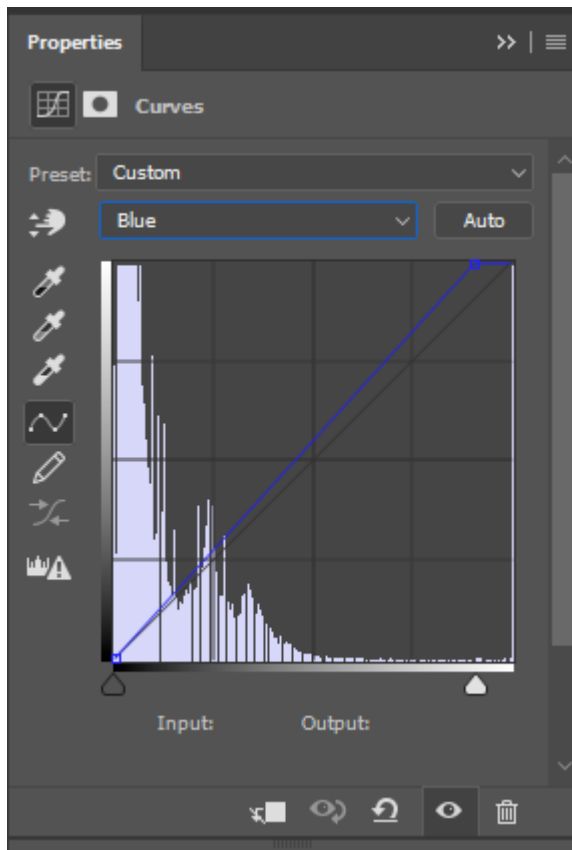 Properties
Curves
Preset: Custom
Blue Auto
Input: Output: